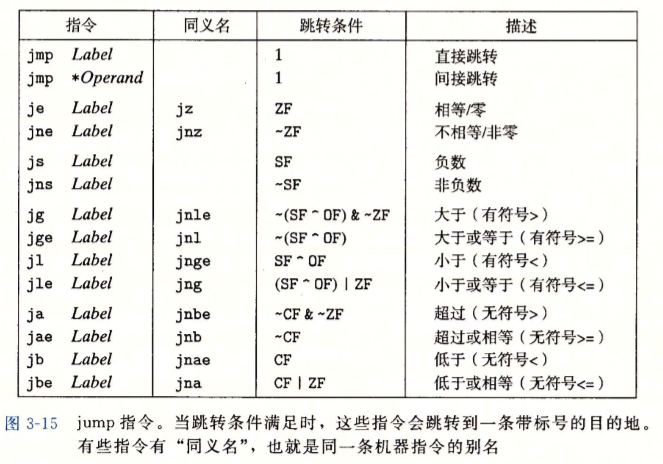 指令 同义名 跳转条件 描述
jmp Label 1 直接跳转
jmp *Operand 1 间接跳转
je Label jz ZF 相等/零
jne Label jnz ~ZF 不相等/非零
js Label SF 负数
jns Label ~SF 非负数
jg Label jnle ~(SF ^ OF) & ~ZF 大于（有符号>）
jge Label jnl ~(SF ^ OF) 大于或等于（有符号>=）
jl Label jnge SF ^ OF 小于（有符号<）
jle Label jng (SF ^ OF) | ZF 小于或等于（有符号<=）
ja Label jnbe ~CF & ~ZF 超过（无符号>）
jae Label jnb ~CF 超过或相等（无符号>=）
jb Label jnae CF 低于（无符号<）
jbe Label jna CF | ZF 低于或相等（无符号<=）
图 3-15 jump 指令。当跳转条件满足时，这些指令会跳转到一条带标号的目的地。
有些指令有“同义名”，也就是同一条机器指令的别名